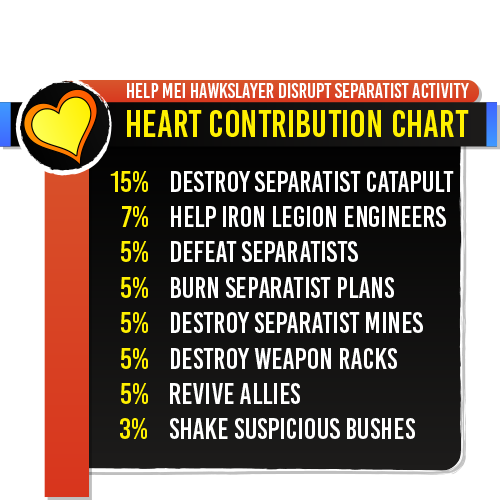 HELP MEI HAWKSLAYER DISRUPT SEPARATIST ACTIVITY
HEART CONTRIBUTION CHART
15% DESTROY SEPARATIST CATAPULT
7% HELP IRON LEGION ENGINEERS
5% DEFEAT SEPARATISTS
5% BURN SEPARATIST PLANS
5% DESTROY SEPARATIST MINES
5% DESTROY WEAPON RACKS
5% REVIVE ALLIES
3% SHAKE SUSPICIOUS BUSHES